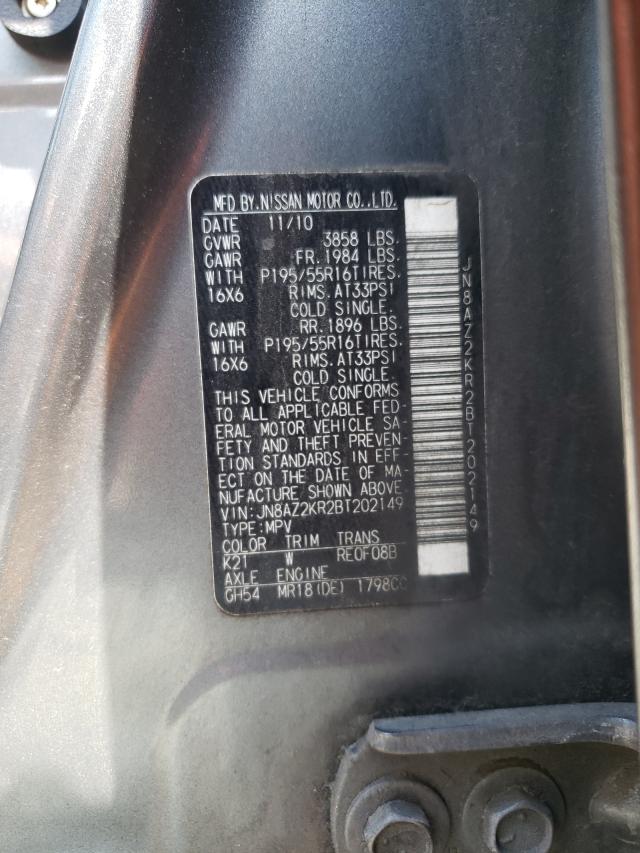 MFD BY.NISSAN MOTOR CO.,LTD.
DATE 11/10
GVWR 3858 LBS.
GAWR FR. 1984 LBS.
WITH P195/55R16TIRES.
16X6 RIMS.AT33PSI
COLD SINGLE.
GAWR RR. 1896 LBS.
WITH P195/55R16TIRES.
16X6 RIMS.AT33PSI
COLD SINGLE.
THIS VEHICLE CONFORMS
TO ALL APPLICABLE FED-
ERAL MOTOR VEHICLE SA-
FETY AND THEFT PREVEN-
TION STANDARDS IN EFF-
ECT ON THE DATE OF MA-
NUFACTURE SHOWN ABOVE.
VIN:JN8AZ2KR2BT202149
TYPE:MPV
COLOR TRIM TRANS
K21 W RE0F08B
AXLE ENGINE
GH54 MR18(DE) 1798CC
JN8AZ2KR2BT202149